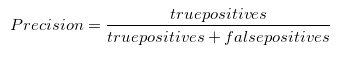 Precision = truepositives / truepositives + falsepositives